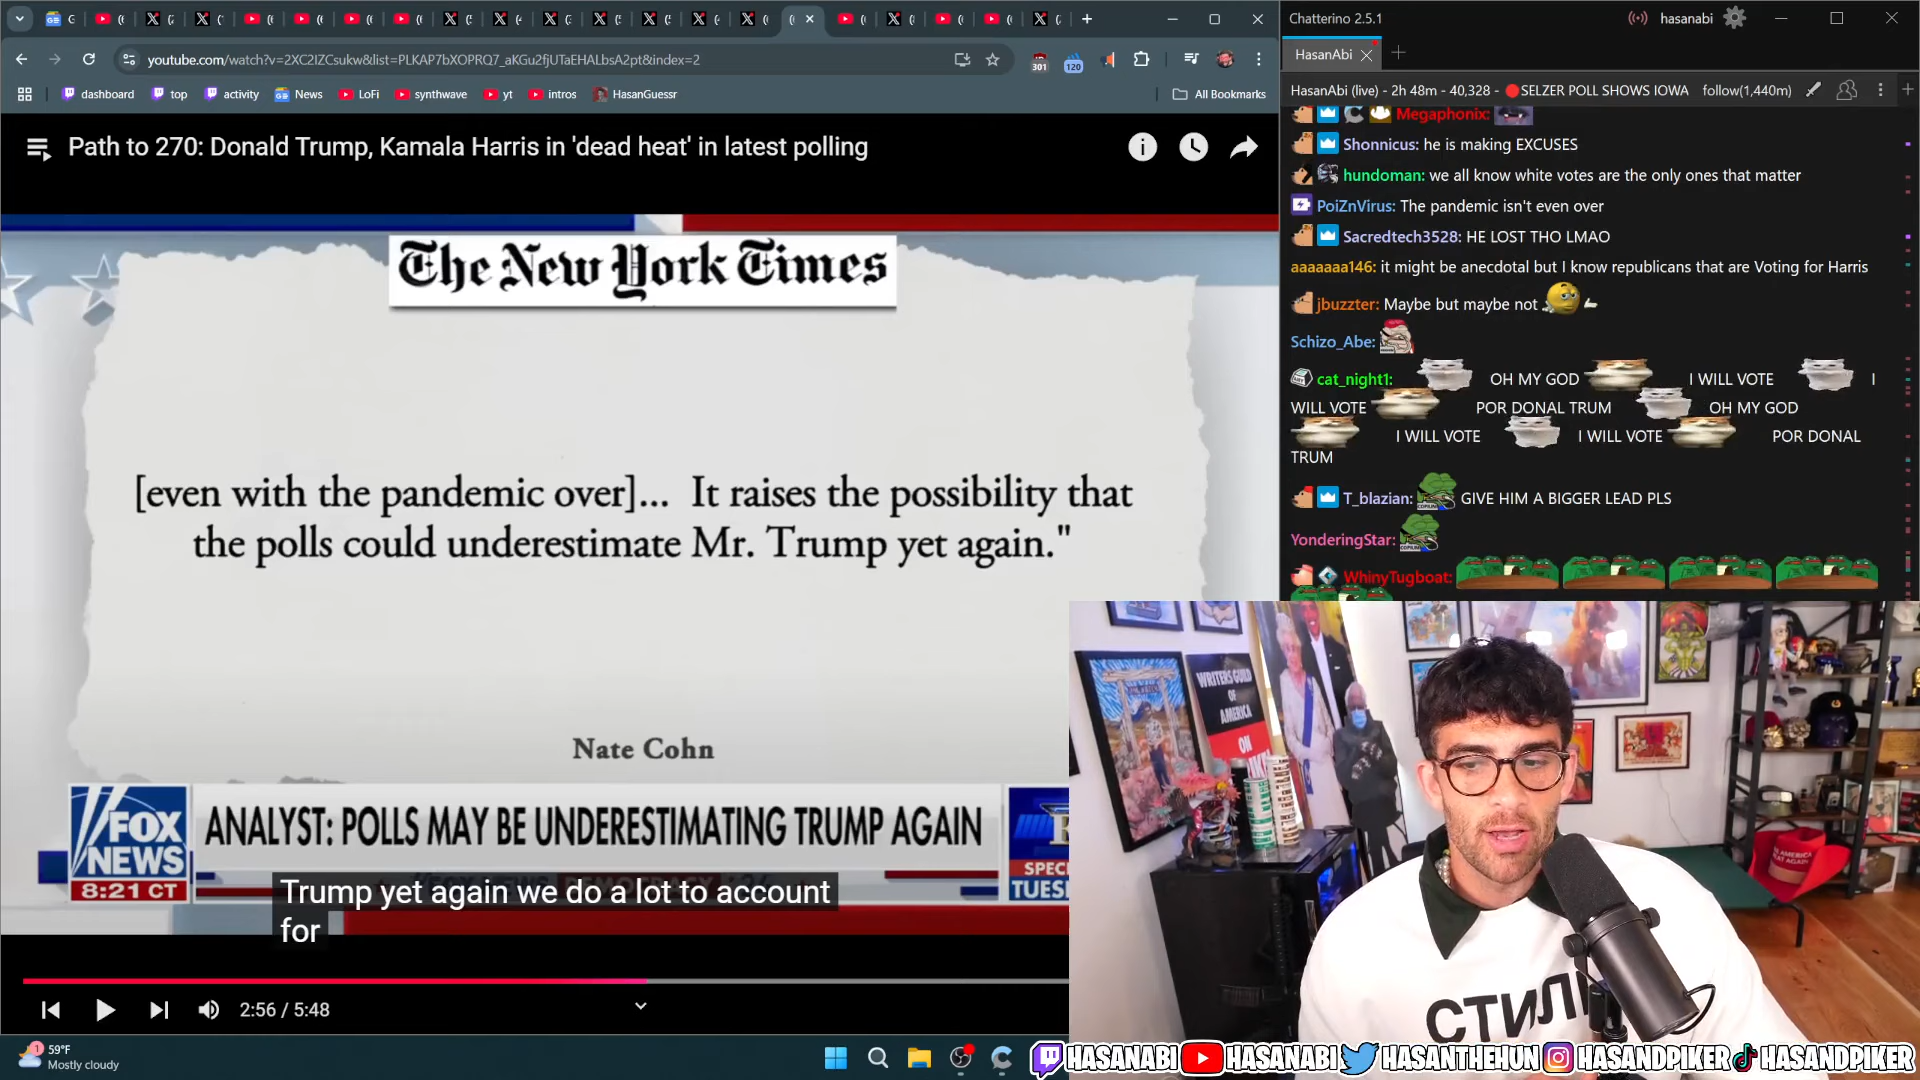 youtube.com/watch?v=2XC2IZCsukw&list=PLKAP7bXOPRQ7_aKGu2fjUTaEHALbsA2pt&index=2
301
120
dashboard top activity News LoFi synthwave yt intros HasanGuessr All Bookmarks
Path to 270: Donald Trump, Kamala Harris in 'dead heat' in latest polling
The New York Times
[even with the pandemic over]... It raises the possibility that
the polls could underestimate Mr. Trump yet again."
Nate Cohn
FOX
NEWS
8:21 CT
ANALYST: POLLS MAY BE UNDERESTIMATING TRUMP AGAIN
Trump yet again we do a lot to account
for
2:56 / 5:48
1
59°F
Mostly cloudy
Chatterino 2.5.1
hasanabi
HasanAbi
HasanAbi (live) - 2h 48m - 40,328 - 🔴SELZER POLL SHOWS IOWA follow(1,440m)
Megaphonix:
Shonnicus: he is making EXCUSES
hundoman: we all know white votes are the only ones that matter
PoiZnVirus: The pandemic isn't even over
Sacredtech3528: HE LOST THO LMAO
aaaaaaa146: it might be anecdotal but I know republicans that are Voting for Harris
jbuzzter: Maybe but maybe not
Schizo_Abe:
cat_night1: OH MY GOD I WILL VOTE I
WILL VOTE POR DONAL TRUM OH MY GOD
I WILL VOTE I WILL VOTE POR DONAL
TRUM
T_blazian: GIVE HIM A BIGGER LEAD PLS
YonderingStar:
WhinyTugboat:
WRITERS GUILD
OF
AMERICA
ON
СТИЛЬ
HASANABI HASANABI HASANTHEHUN HASANDPIKER HASANDPIKER